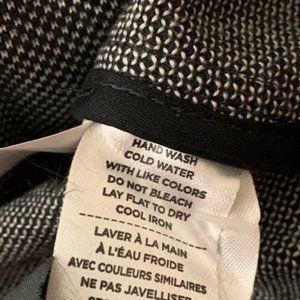 HAND WASH
COLD WATER
WITH LIKE COLORS
DO NOT BLEACH
LAY FLAT TO DRY
COOL IRON
LAVER À LA MAIN
À L'ÉAU FROIDE
AVEC COULEURS SIMILAIRES
NE PAS JAVELLISER